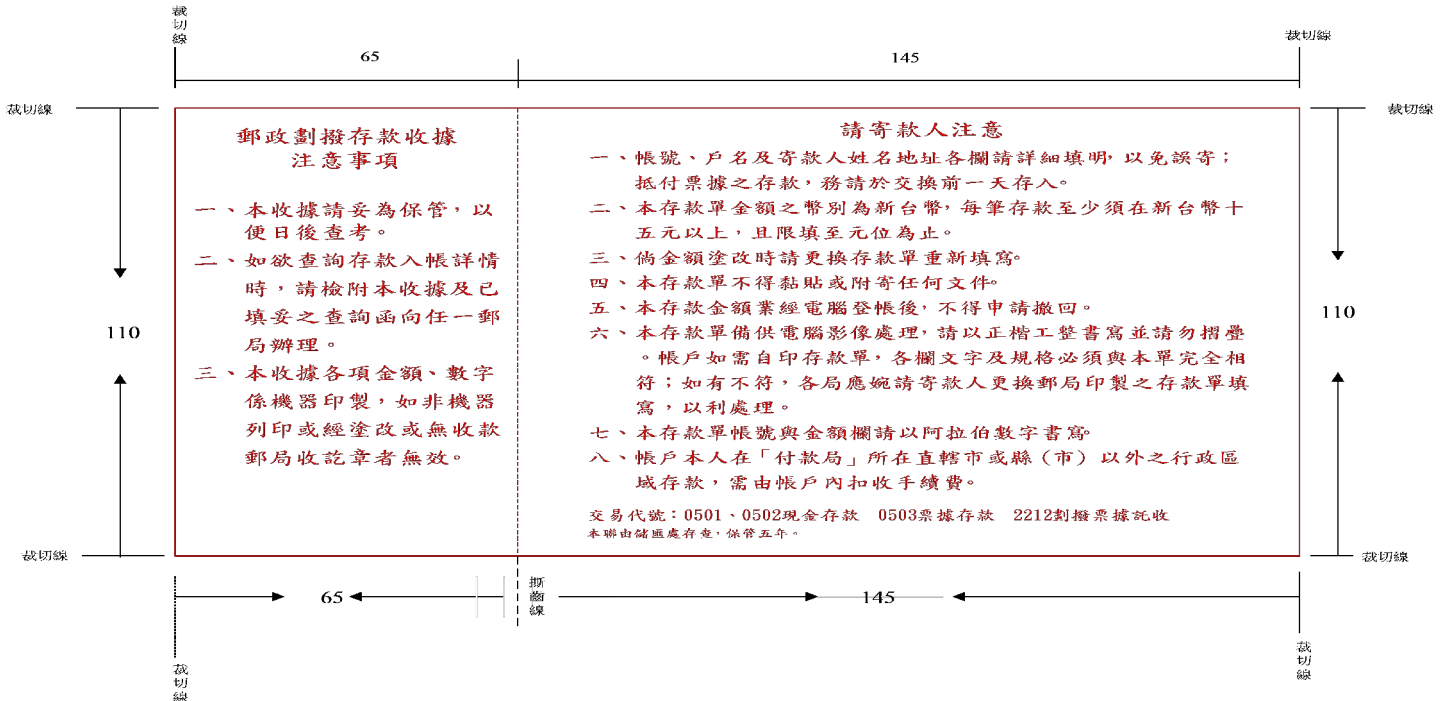 裁切線
裁切線
65
145
裁切線
裁切線
郵政劃撥存款收據
注意事項
一、本收據請妥為保管，以
便日後查考。
二、如欲查詢存款入帳詳情
時，請檢附本收據及已
填妥之查詢函向任一郵
局辦理。
三、本收據各項金額、數字
係機器印製，如非機器
列印或經塗改或無收款
郵局收訖章者無效。
請寄款人注意
一、帳號、戶名及寄款人姓名地址各欄請詳細填明，以免誤寄；
抵付票據之存款，務請於交換前一天存入。
二、本存款單金額之幣別為新台幣，每筆存款至少須在新台幣十
五元以上，且限填至元位為止。
三、倘金額塗改時請更換存款單重新填寫。
四、本存款單不得黏貼或附寄任何文件。
五、本存款金額業經電腦登帳後，不得申請撤回。
六、本存款單備供電腦影像處理，請以正楷工整書寫並請勿摺疊
。帳戶如需自印存款單，各欄文字及規格必須與本單完全相
符；如有不符，各局應婉請寄款人更換郵局印製之存款單填
寫，以利處理。
七、本存款單帳號與金額欄請以阿拉伯數字書寫。
八、帳戶本人在「付款局」所在直轄市或縣（市）以外之行政區
域存款，需由帳戶內扣收手續費。
交易代號：0501、0502現金存款 0503票據存款 2212劃撥票據託收
本聯由儲匯處存查，保管五年。
110
110
裁切線
裁切線
65
撕齒線
145
裁切線
裁切線